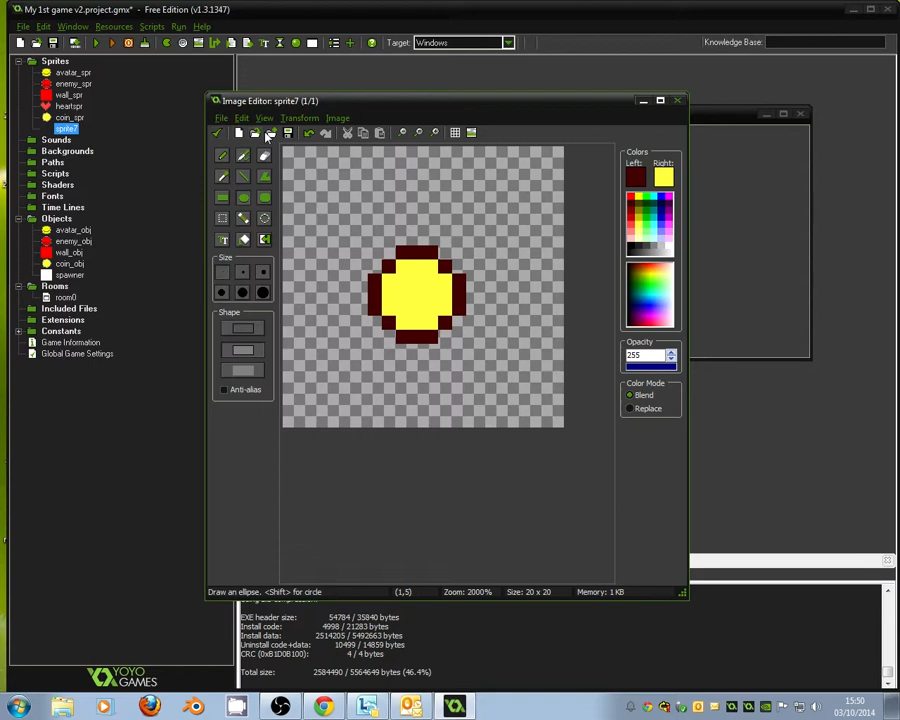 My 1st game v2.project.gmx* - Free Edition (v1.3.1347)
File Edit Window Resources Scripts Run Help
Target: Windows
Knowledge Base:
Sprites
avatar_spr
enemy_spr
wall_spr
heartspr
coin_spr
sprite7
Sounds
Backgrounds
Paths
Scripts
Shaders
Fonts
Time Lines
Objects
avatar_obj
enemy_obj
wall_obj
coin_obj
spawner
Rooms
room0
Included Files
Extensions
Constants
Game Information
Global Game Settings
YOYO
GAMES
Image Editor: sprite7 (1/1)
File Edit View Transform Image
Size
Shape
Anti-alias
Colors
Left: Right:
Opacity
255
Color Mode
Blend
Replace
Draw an ellipse. <Shift> for circle (1,5) Zoom: 2000% Size: 20 x 20 Memory: 1 KB
EXE header size: 54784 / 35840 bytes
Install code: 4998 / 21283 bytes
Install data: 2514205 / 5492663 bytes
Uninstall code+data: 10499 / 14859 bytes
CRC (0xB1D0B100): 4 / 4 bytes
Total size: 2584490 / 5564649 bytes (46.4%)
15:50
03/10/2014